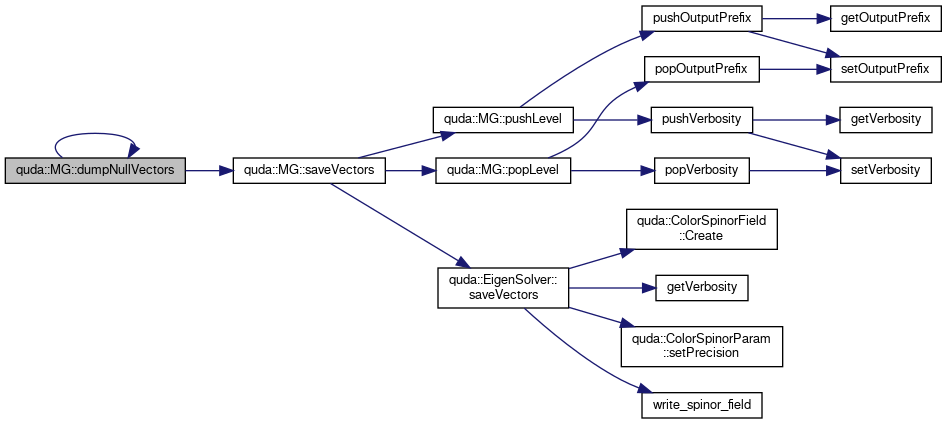 pushOutputPrefix
getOutputPrefix
popOutputPrefix
setOutputPrefix
quda::MG::pushLevel
pushVerbosity
getVerbosity
quda::MG::dumpNullVectors
quda::MG::saveVectors
quda::MG::popLevel
popVerbosity
setVerbosity
quda::ColorSpinorField
::Create
quda::EigenSolver::
saveVectors
getVerbosity
quda::ColorSpinorParam
::setPrecision
write_spinor_field